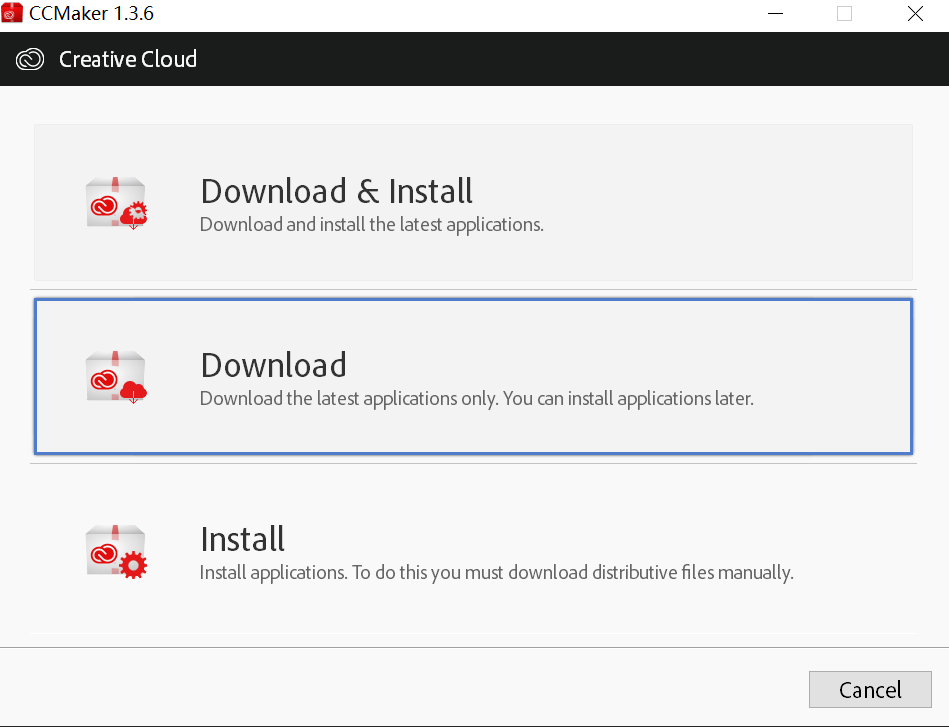 CCMaker 1.3.6
Creative Cloud
Download & Install
Download and install the latest applications.
Download
Download the latest applications only. You can install applications later.
Install
Install applications. To do this you must download distributive files manually.
Cancel